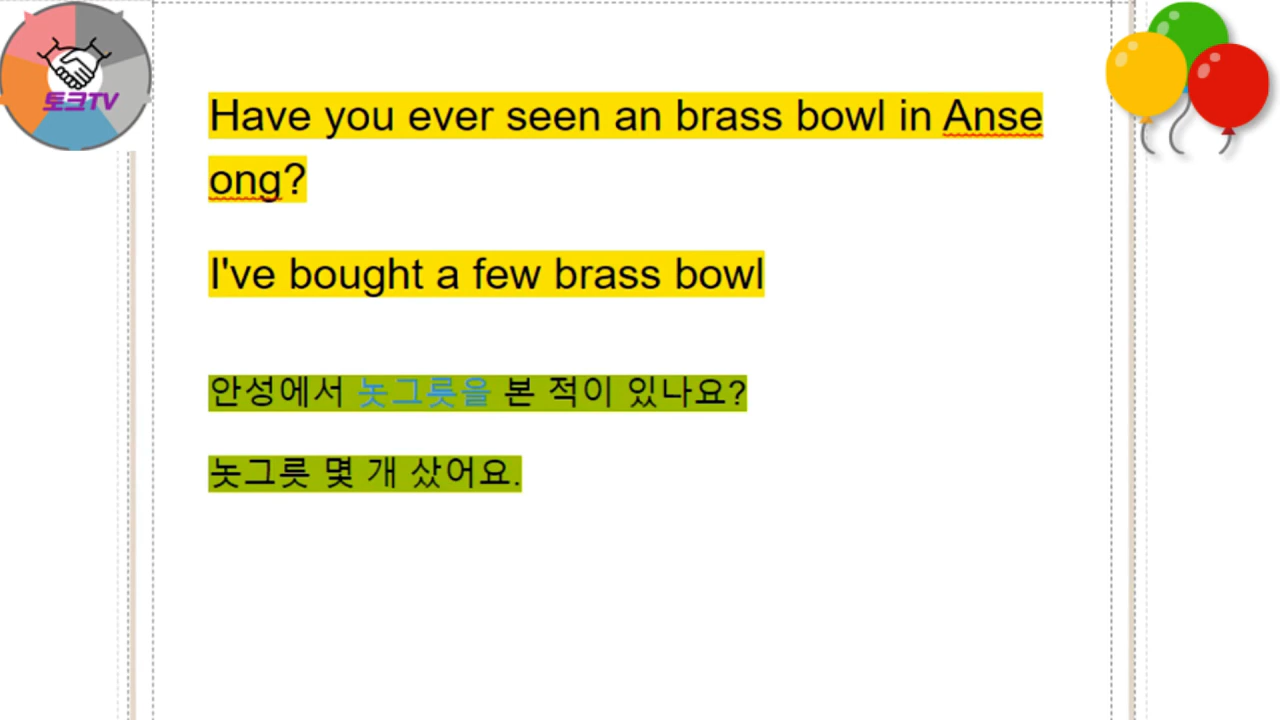 토크TV
Have you ever seen an brass bowl in Anse
ong?
I've bought a few brass bowl
안성에서 놋그릇을 본 적이 있나요?
놋그릇 몇 개 샀어요.